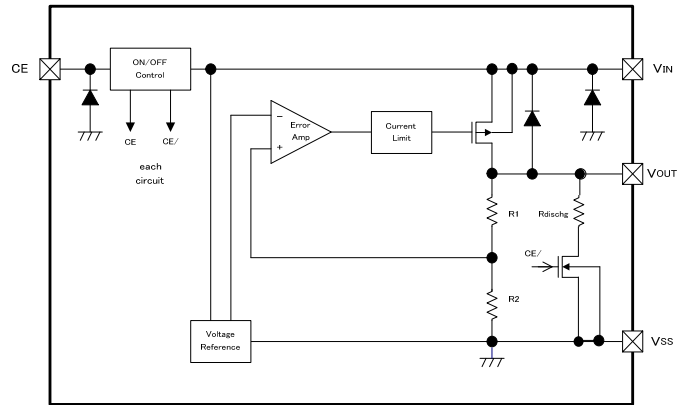 CE
ON/OFF
Control
VIN
CE
CE/
each
circuit
−
Error
Amp
+
Current
Limit
VOUT
R1
Rdischg
CE/
R2
Voltage
Reference
VSS